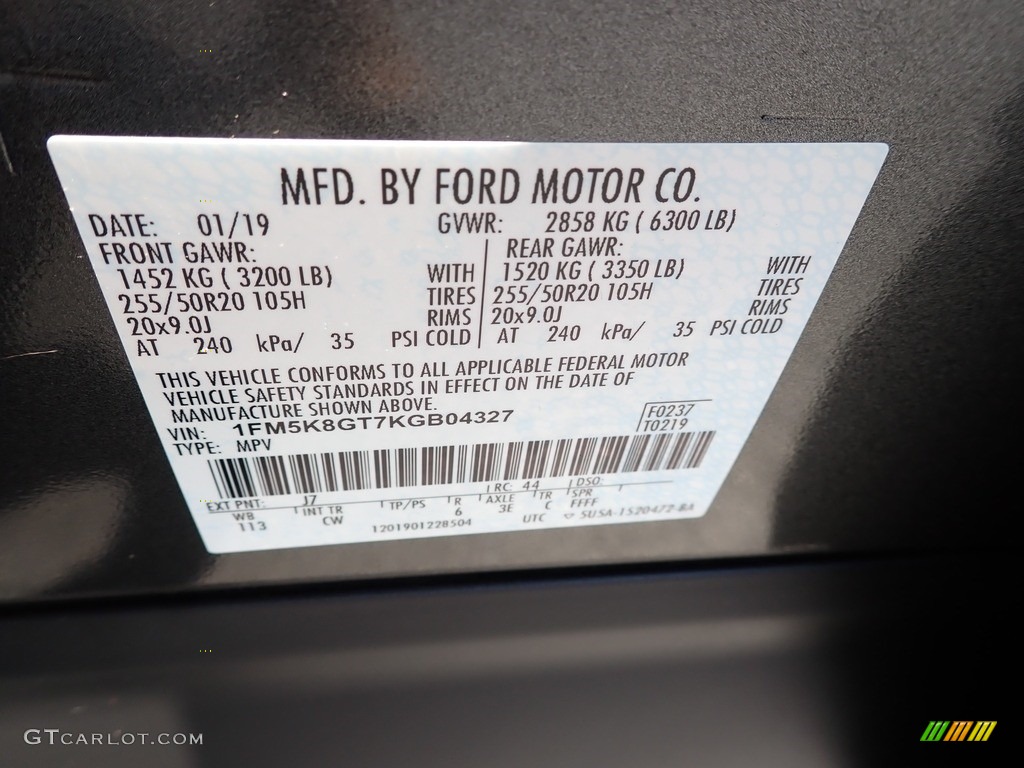 MFD. BY FORD MOTOR CO.
DATE: 01/19 GVWR: 2858 KG ( 6300 LB)
FRONT GAWR: REAR GAWR:
1452 KG ( 3200 LB) WITH 1520 KG ( 3350 LB) WITH
255/50R20 105H TIRES 255/50R20 105H TIRES
20x9.0J RIMS 20x9.0J RIMS
AT 240 kPa/ 35 PSI COLD AT 240 kPa/ 35 PSI COLD
THIS VEHICLE CONFORMS TO ALL APPLICABLE FEDERAL MOTOR
VEHICLE SAFETY STANDARDS IN EFFECT ON THE DATE OF
MANUFACTURE SHOWN ABOVE.
VIN: 1FM5K8GT7KGB04327 F0237
TYPE: MPV T0219
EXT PNT: J7 RC: 44 DSO:
WB INT TR TP/PS R AXLE TR SPR
113 CW 6 3E C FFFF
1201901228504 UTC ▽ 5USA-1520472-BA
GTCARLOT.COM